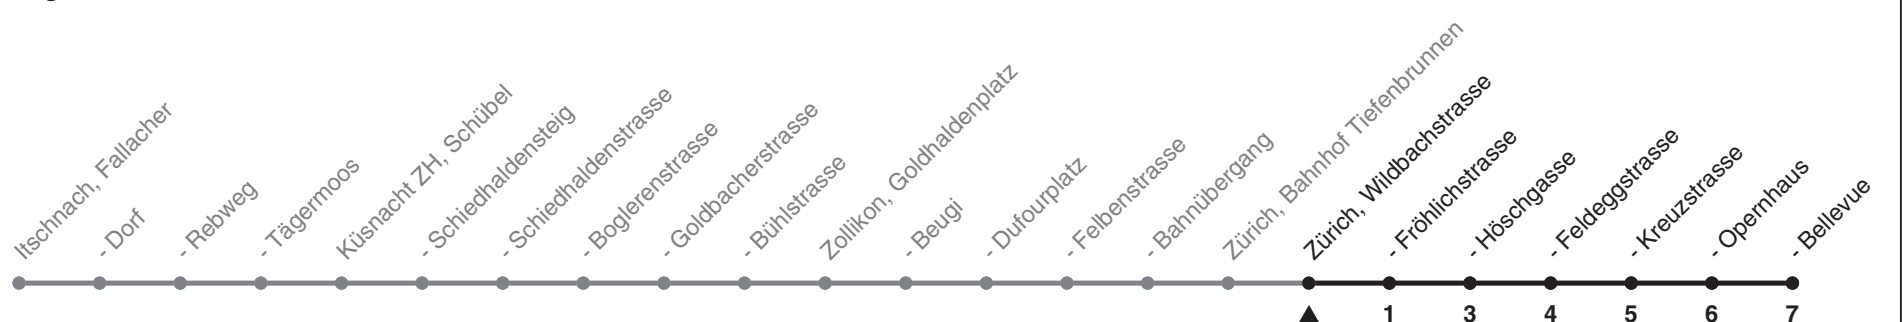 Itschnach, Fallacher
- Dorf
- Rebweg
- Tägermoos
Küsnacht ZH, Schübel
- Schiedhaldensteig
- Schiedhaldenstrasse
- Boglerenstrasse
- Goldbacherstrasse
- Bühlstrasse
Zollikon, Goldhaldenplatz
- Beugi
- Dufourplatz
- Felbenstrasse
- Bahnübergang
Zürich, Bahnhof Tiefenbrunnen
Zürich, Wildbachstrasse
- Fröhlichstrasse
- Höschgasse
- Feldeggstrasse
- Kreuzstrasse
- Opernhaus
- Bellevue
1 3 4 5 6 7